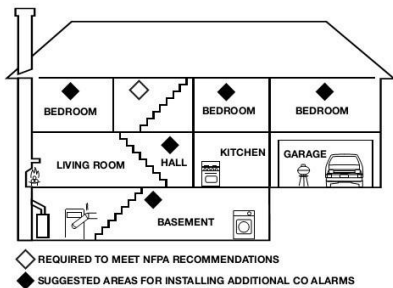 BEDROOM
BEDROOM
BEDROOM
LIVING ROOM
HALL
KITCHEN
GARAGE
BASEMENT
REQUIRED TO MEET NFPA RECOMMENDATIONS
SUGGESTED AREAS FOR INSTALLING ADDITIONAL CO ALARMS